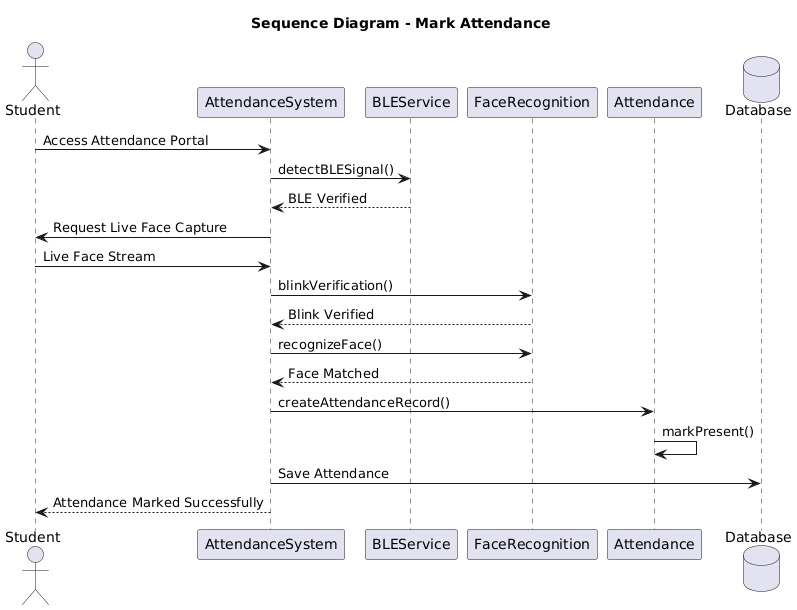 Sequence Diagram - Mark Attendance
Student
AttendanceSystem
BLEService
FaceRecognition
Attendance
Database
Access Attendance Portal
detectBLESignal()
BLE Verified
Request Live Face Capture
Live Face Stream
blinkVerification()
Blink Verified
recognizeFace()
Face Matched
createAttendanceRecord()
markPresent()
Save Attendance
Attendance Marked Successfully
Student
AttendanceSystem
BLEService
FaceRecognition
Attendance
Database